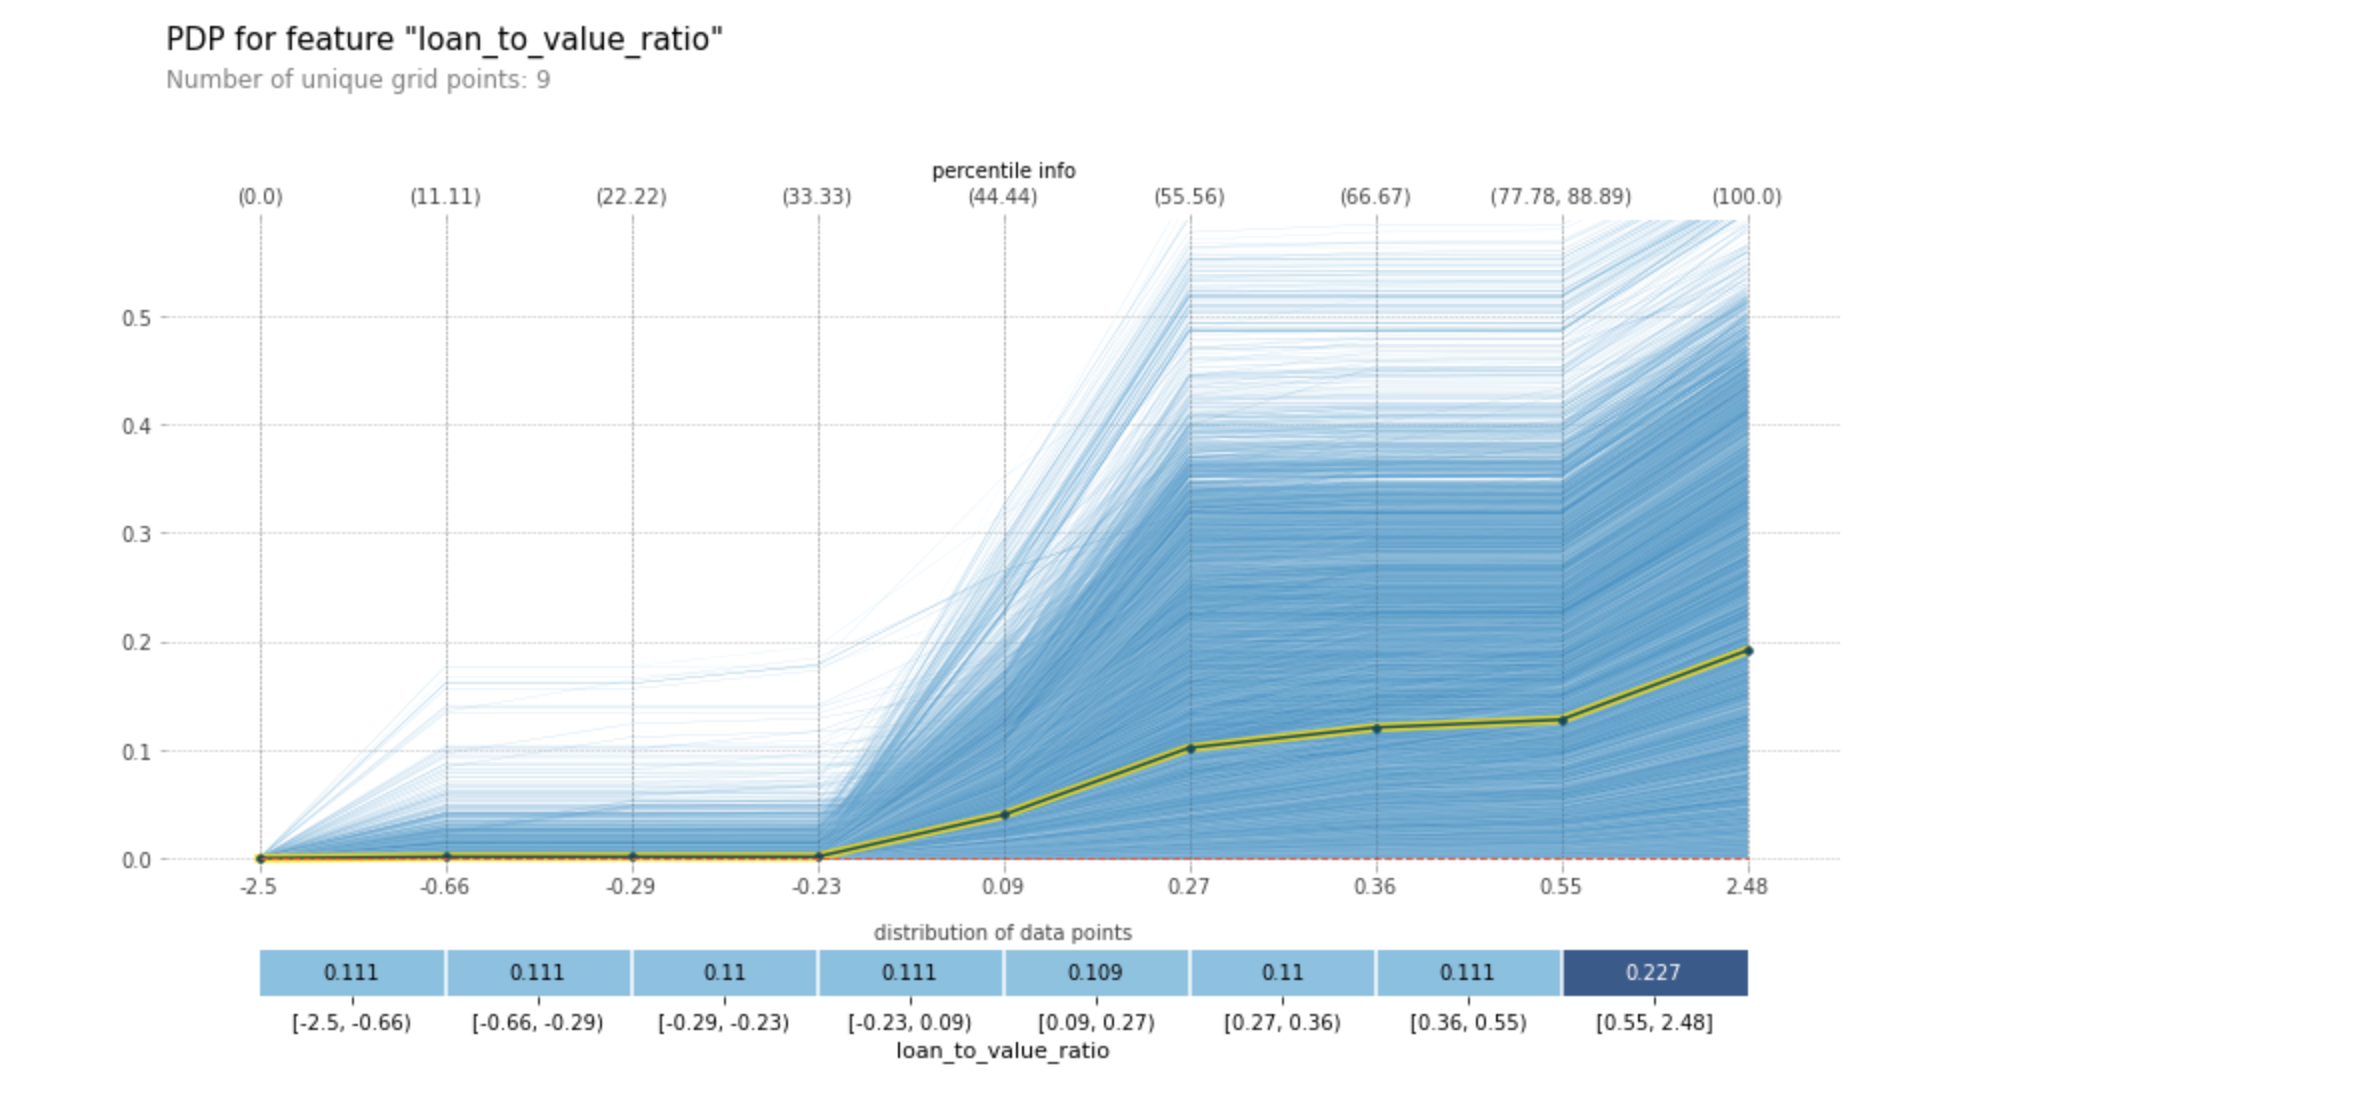 PDP for feature "loan_to_value_ratio"
Number of unique grid points: 9
percentile info
(0.0) (11.11) (22.22) (33.33) (44.44) (55.56) (66.67) (77.78, 88.89) (100.0)
0.5
0.4
0.3
0.2
0.1
0.0
-2.5 -0.66 -0.29 -0.23 0.09 0.27 0.36 0.55 2.48
distribution of data points
0.111 0.111 0.11 0.111 0.109 0.11 0.111 0.227
[-2.5, -0.66) [-0.66, -0.29) [-0.29, -0.23) [-0.23, 0.09) [0.09, 0.27) [0.27, 0.36) [0.36, 0.55) [0.55, 2.48]
loan_to_value_ratio